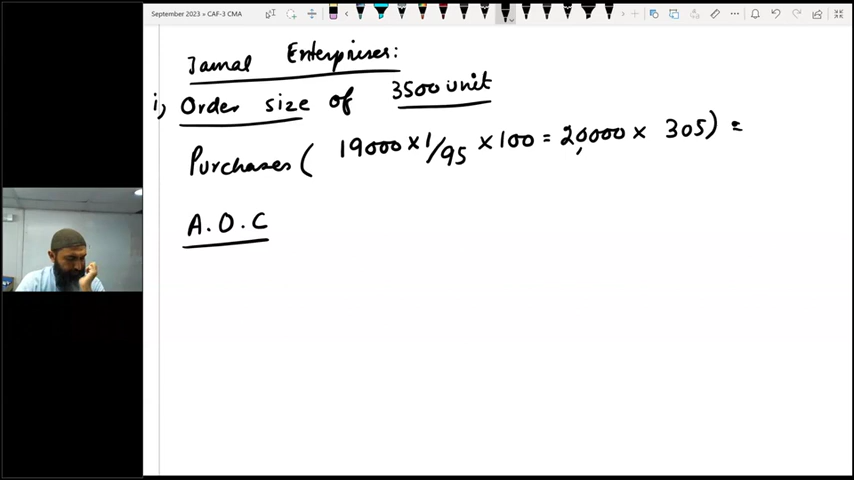 September 2023 » CAF-3 CMA
Jamal Enterprises:
i, Order size of 3500 unit
Purchases ( 19000 × 1/95 × 100 = 20,000 × 305) =
A.O.C